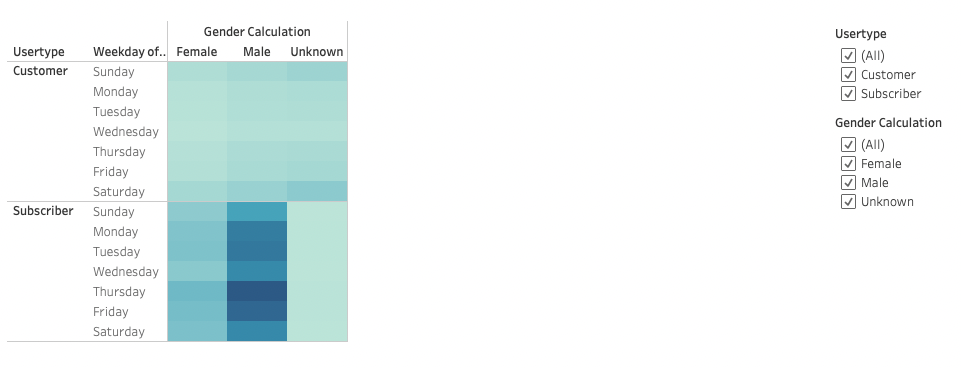 Gender Calculation
Usertype Weekday of.. Female Male Unknown
Customer Sunday
Monday
Tuesday
Wednesday
Thursday
Friday
Saturday
Subscriber Sunday
Monday
Tuesday
Wednesday
Thursday
Friday
Saturday
Usertype
(All)
Customer
Subscriber
Gender Calculation
(All)
Female
Male
Unknown